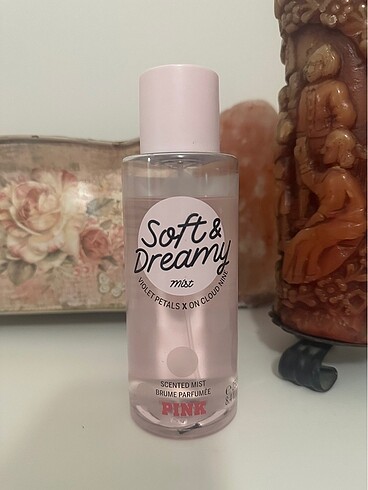 Soft &
Dreamy
mist
VIOLET PETALS X ON CLOUD NINE
SCENTED MIST
BRUME PARFUMÉE
PINK